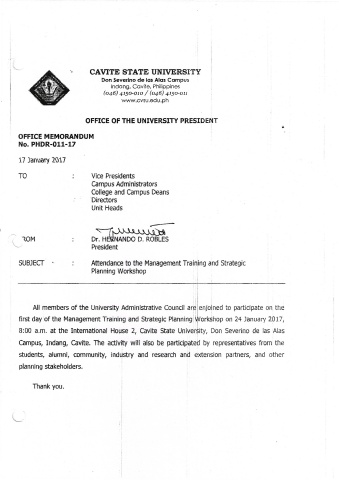 CAVITE STATE UNIVERSITY
Don Severino de las Alas Campus
Indang, Cavite, Philippines
(046) 4150-010 / (046) 4150-011
www.cvsu.edu.ph
OFFICE OF THE UNIVERSITY PRESIDENT
OFFICE MEMORANDUM
No. PHDR-011-17
17 January 2017
TO : Vice Presidents
Campus Administrators
College and Campus Deans
Directors
Unit Heads
ROM : Dr. HERNANDO D. ROBLES
President
SUBJECT - : Attendance to the Management Training and Strategic
Planning Workshop
All members of the University Administrative Council are enjoined to participate on the
first day of the Management Training and Strategic Planning Workshop on 24 January 2017,
8:00 a.m. at the International House 2, Cavite State University, Don Severino de las Alas
Campus, Indang, Cavite. The activity will also be participated by representatives from the
students, alumni, community, industry and research and extension partners, and other
planning stakeholders.
Thank you.